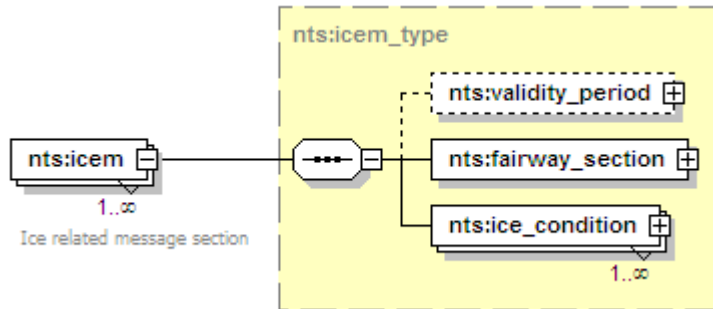 nts:icem_type
nts:validity_period
nts:icem
nts:fairway_section
1..∞
Ice related message section
nts:ice_condition
1..∞